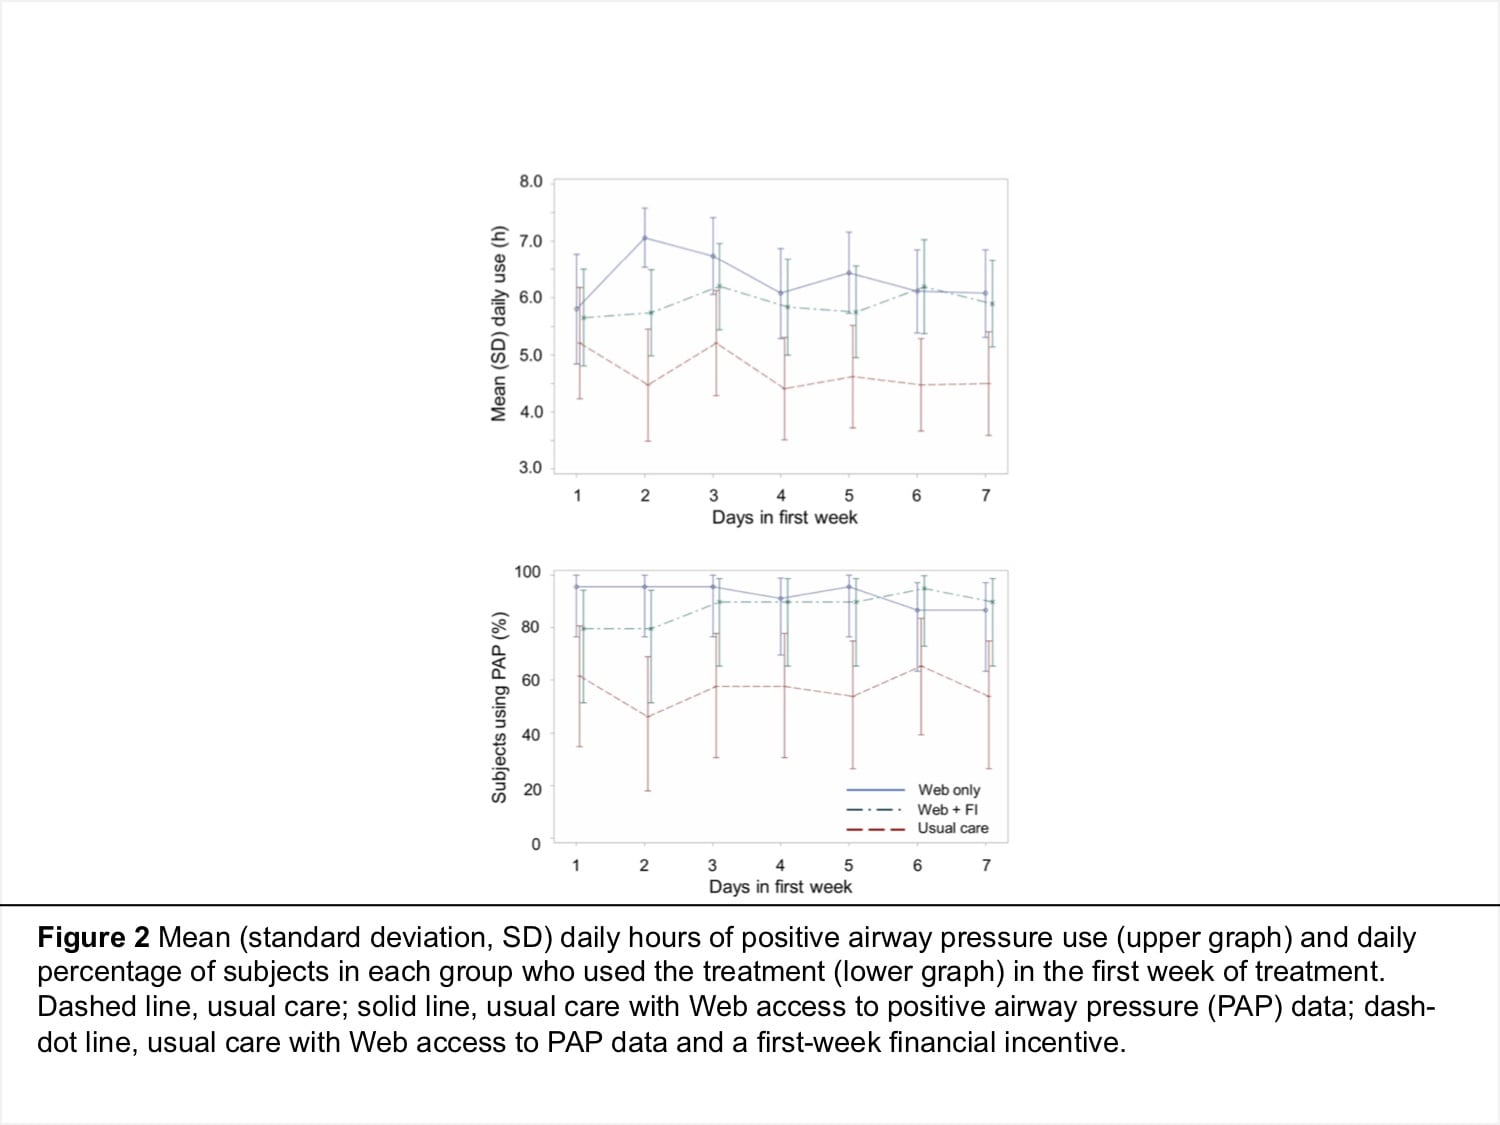 8.0
7.0
6.0
5.0
4.0
3.0
Mean (SD) daily use (h)
1 2 3 4 5 6 7
Days in first week
100
80
60
40
20
0
Subjects using PAP (%)
Web only
Web + FI
Usual care
1 2 3 4 5 6 7
Days in first week
Figure 2 Mean (standard deviation, SD) daily hours of positive airway pressure use (upper graph) and daily
percentage of subjects in each group who used the treatment (lower graph) in the first week of treatment.
Dashed line, usual care; solid line, usual care with Web access to positive airway pressure (PAP) data; dash-
dot line, usual care with Web access to PAP data and a first-week financial incentive.